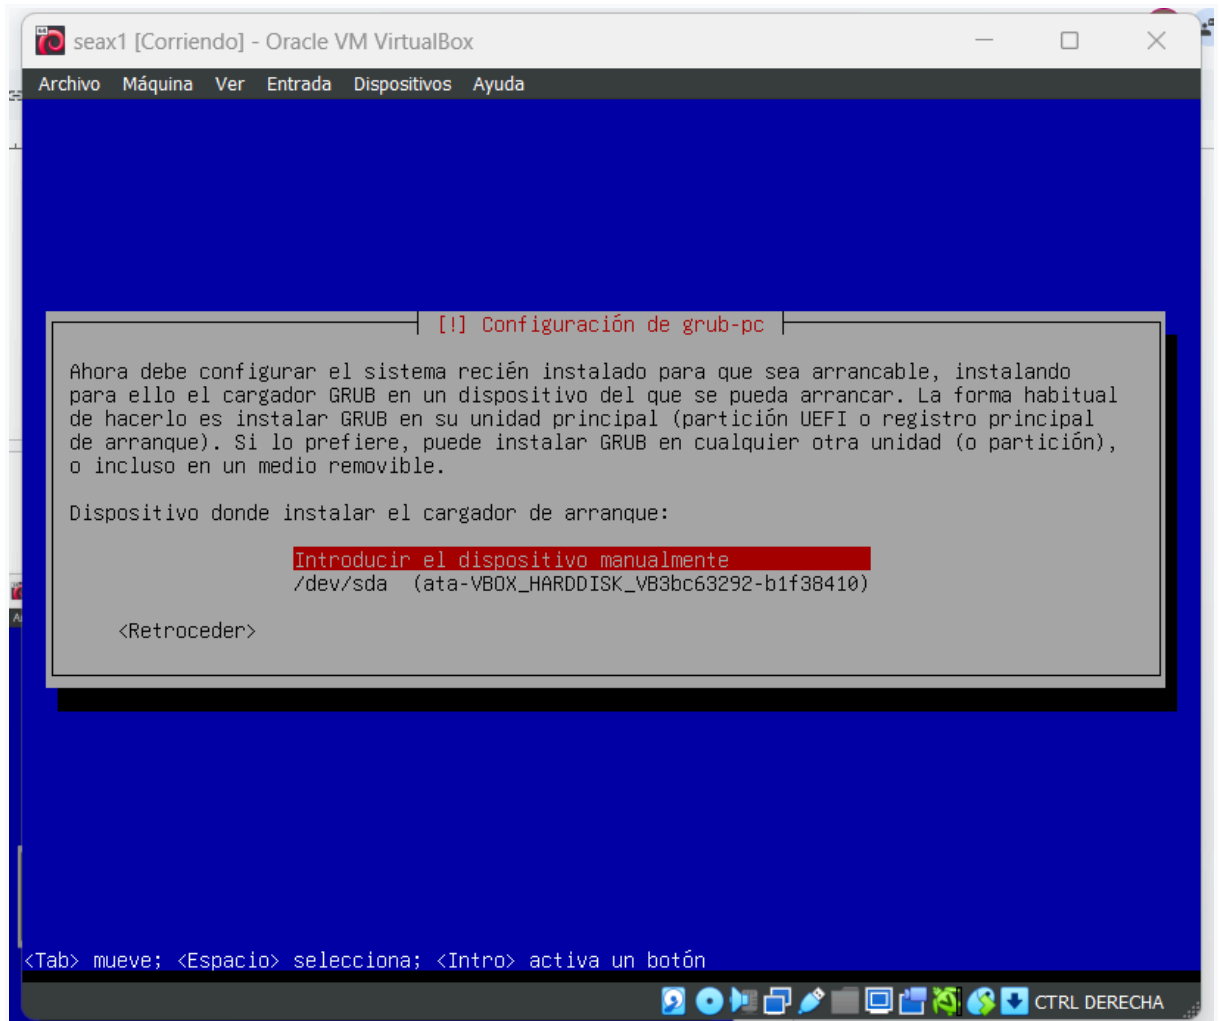 seax1 [Corriendo] - Oracle VM VirtualBox
Archivo Máquina Ver Entrada Dispositivos Ayuda
[!] Configuración de grub-pc
Ahora debe configurar el sistema recién instalado para que sea arrancable, instalando
para ello el cargador GRUB en un dispositivo del que se pueda arrancar. La forma habitual
de hacerlo es instalar GRUB en su unidad principal (partición UEFI o registro principal
de arranque). Si lo prefiere, puede instalar GRUB en cualquier otra unidad (o partición),
o incluso en un medio removible.
Dispositivo donde instalar el cargador de arranque:
Introducir el dispositivo manualmente
/dev/sda (ata-VBOX_HARDDISK_VB3bc63292-b1f38410)
<Retroceder>
<Tab> mueve; <Espacio> selecciona; <Intro> activa un botón
CTRL DERECHA